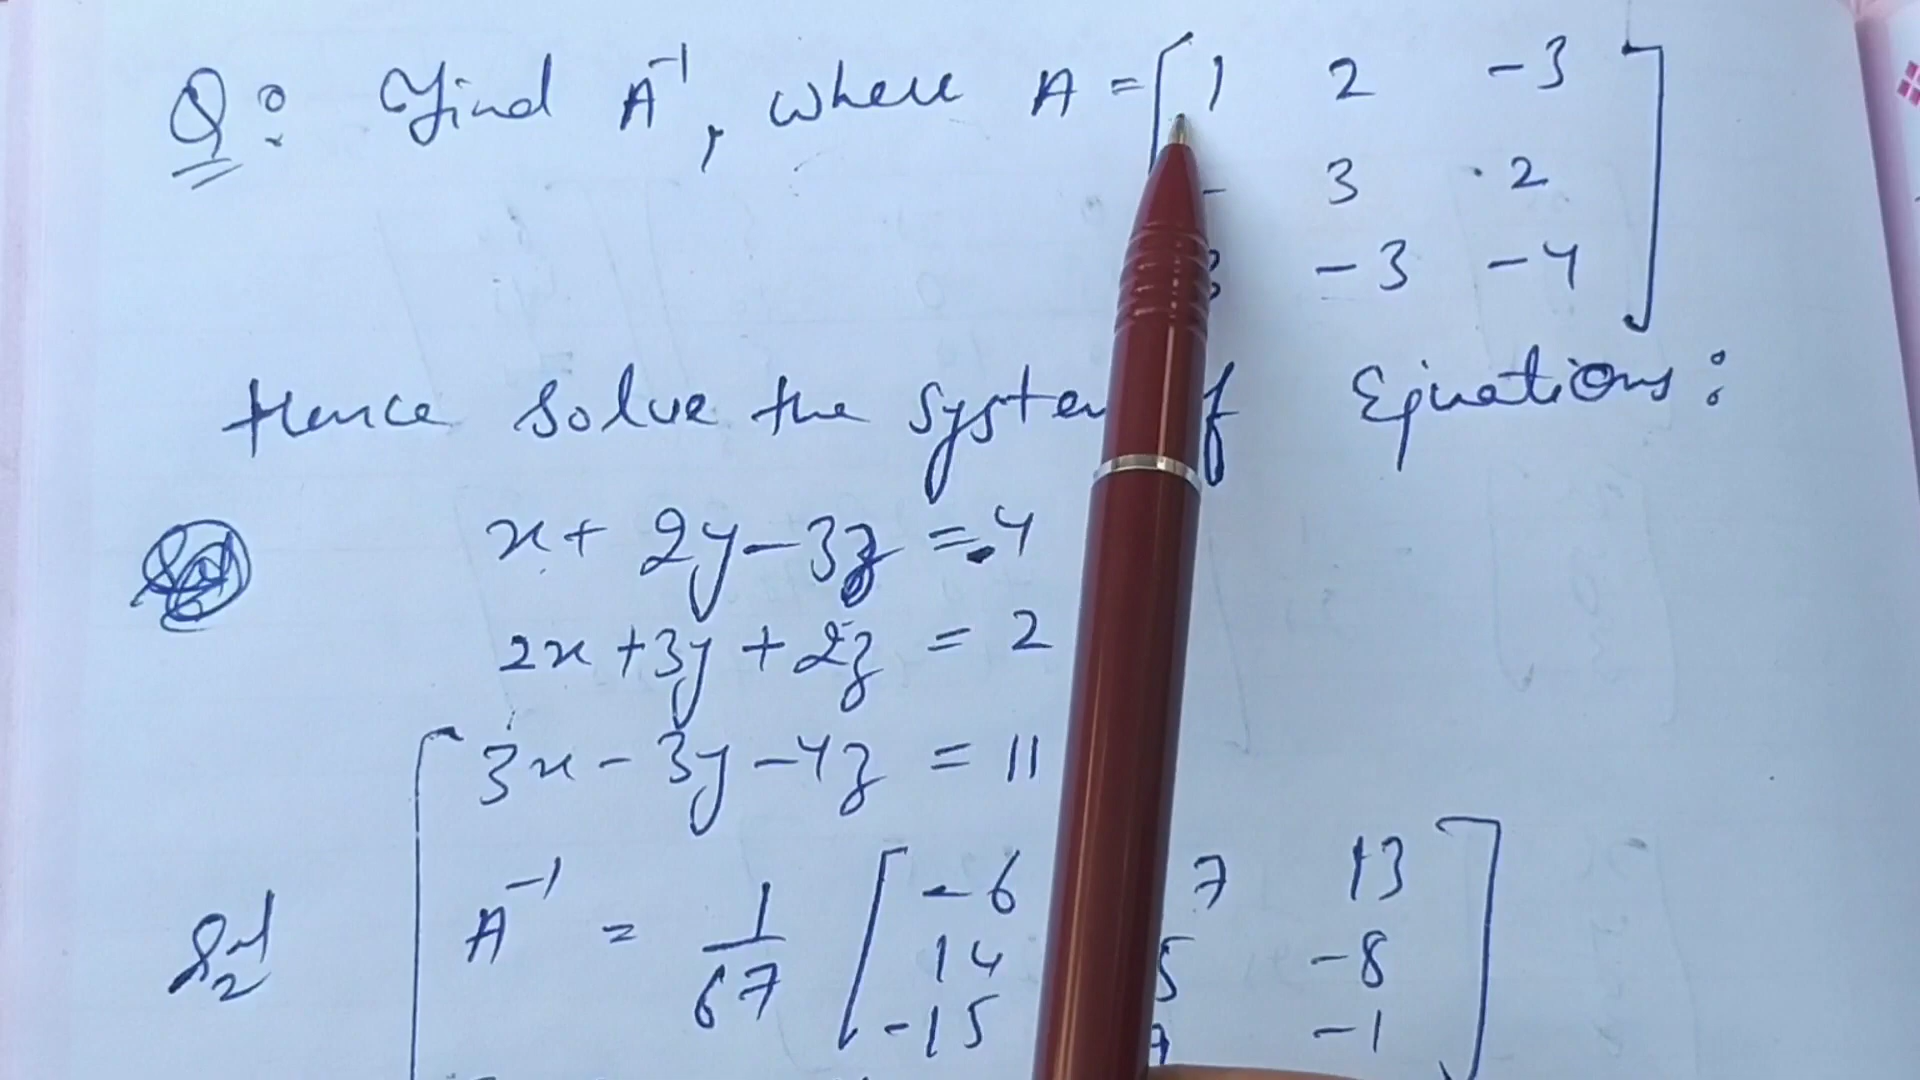 Q: Find A⁻¹, where A = [ 1 2 -3
3 2
3 -3 -4 ]
Hence Solve the System of Equations:
x + 2y - 3z = -4
2x + 3y + 2z = 2
3x - 3y - 4z = 11
Sol A⁻¹ = 1/67 [ -6 7 13
14 5 -8
-15 -1 ]